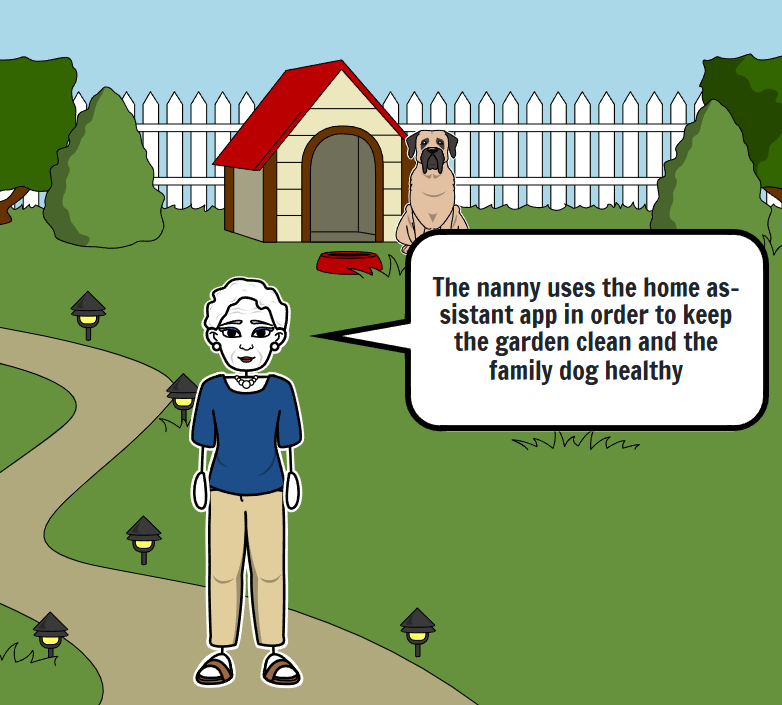 The nanny uses the home as-
sistant app in order to keep
the garden clean and the
family dog healthy